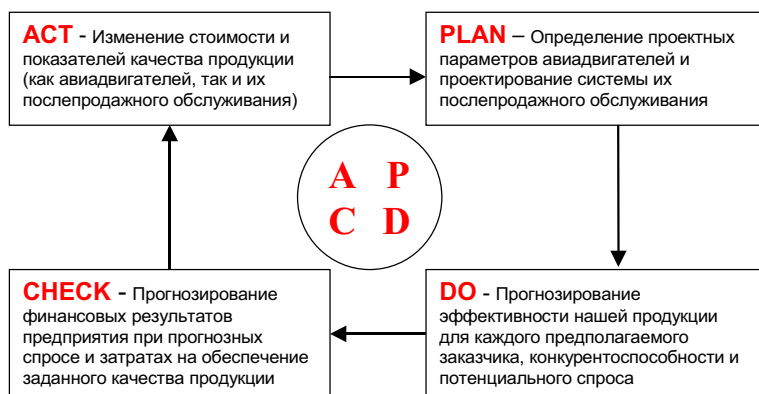 ACT - Изменение стоимости и
показателей качества продукции
(как авиадвигателей, так и их
послепродажного обслуживания)
PLAN – Определение проектных
параметров авиадвигателей и
проектирование системы их
послепродажного обслуживания
A P
C D
CHECK - Прогнозирование
финансовых результатов
предприятия при прогнозных
спросе и затратах на обеспечение
заданного качества продукции
DO - Прогнозирование
эффективности нашей продукции
для каждого предполагаемого
заказчика, конкурентоспособности и
потенциального спроса